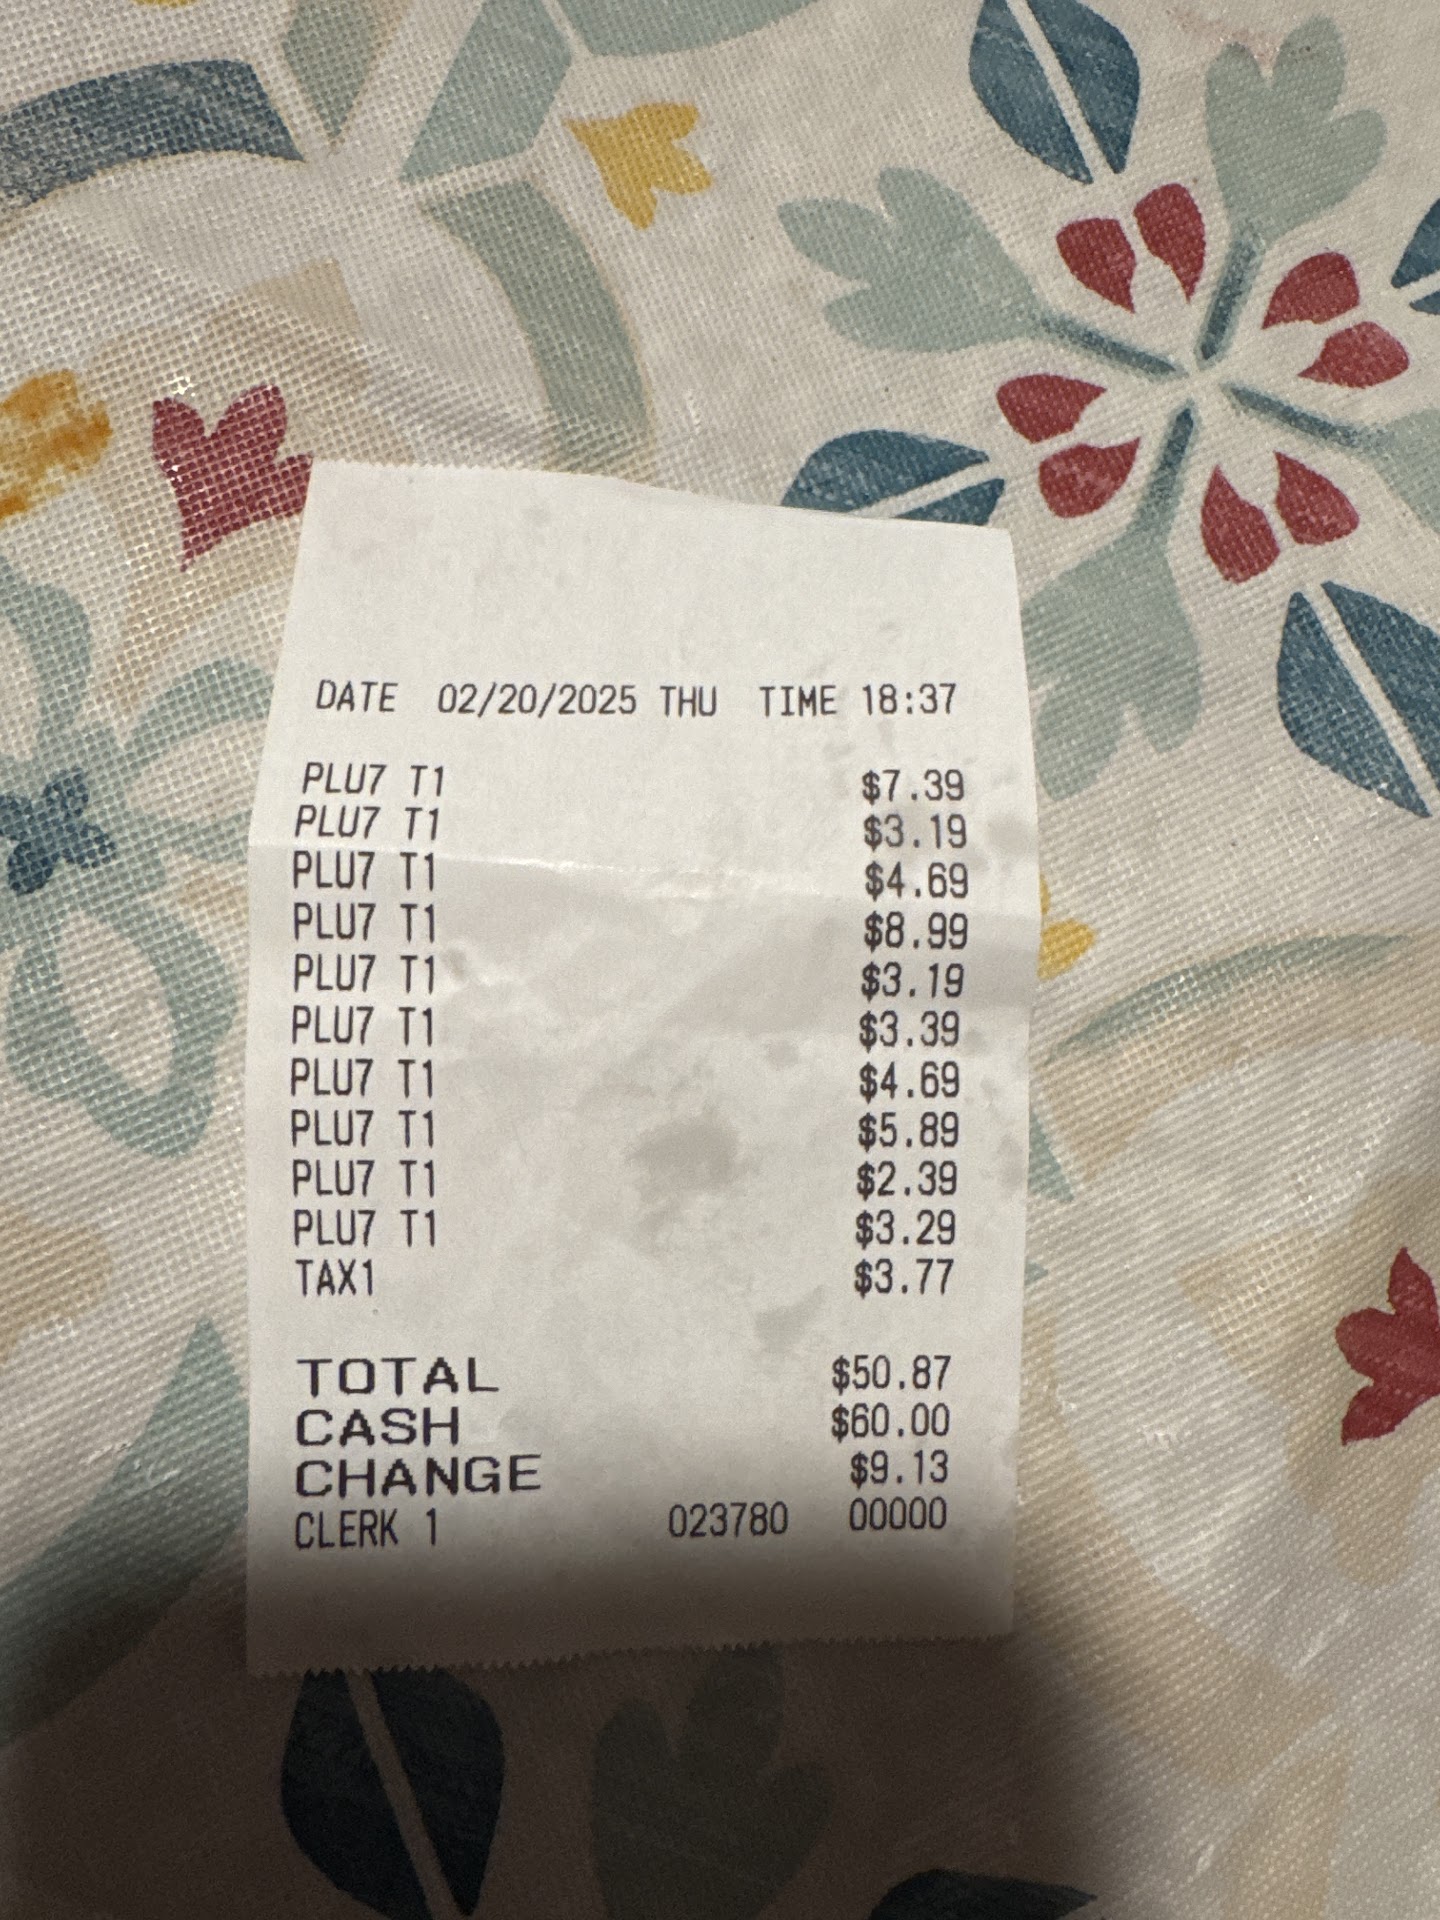 DATE 02/20/2025 THU TIME 18:37
PLU7 T1 $7.39
PLU7 T1 $3.19
PLU7 T1 $4.69
PLU7 T1 $8.99
PLU7 T1 $3.19
PLU7 T1 $3.39
PLU7 T1 $4.69
PLU7 T1 $5.89
PLU7 T1 $2.39
PLU7 T1 $3.29
TAX1 $3.77
TOTAL $50.87
CASH $60.00
CHANGE $9.13
CLERK 1 023780 00000